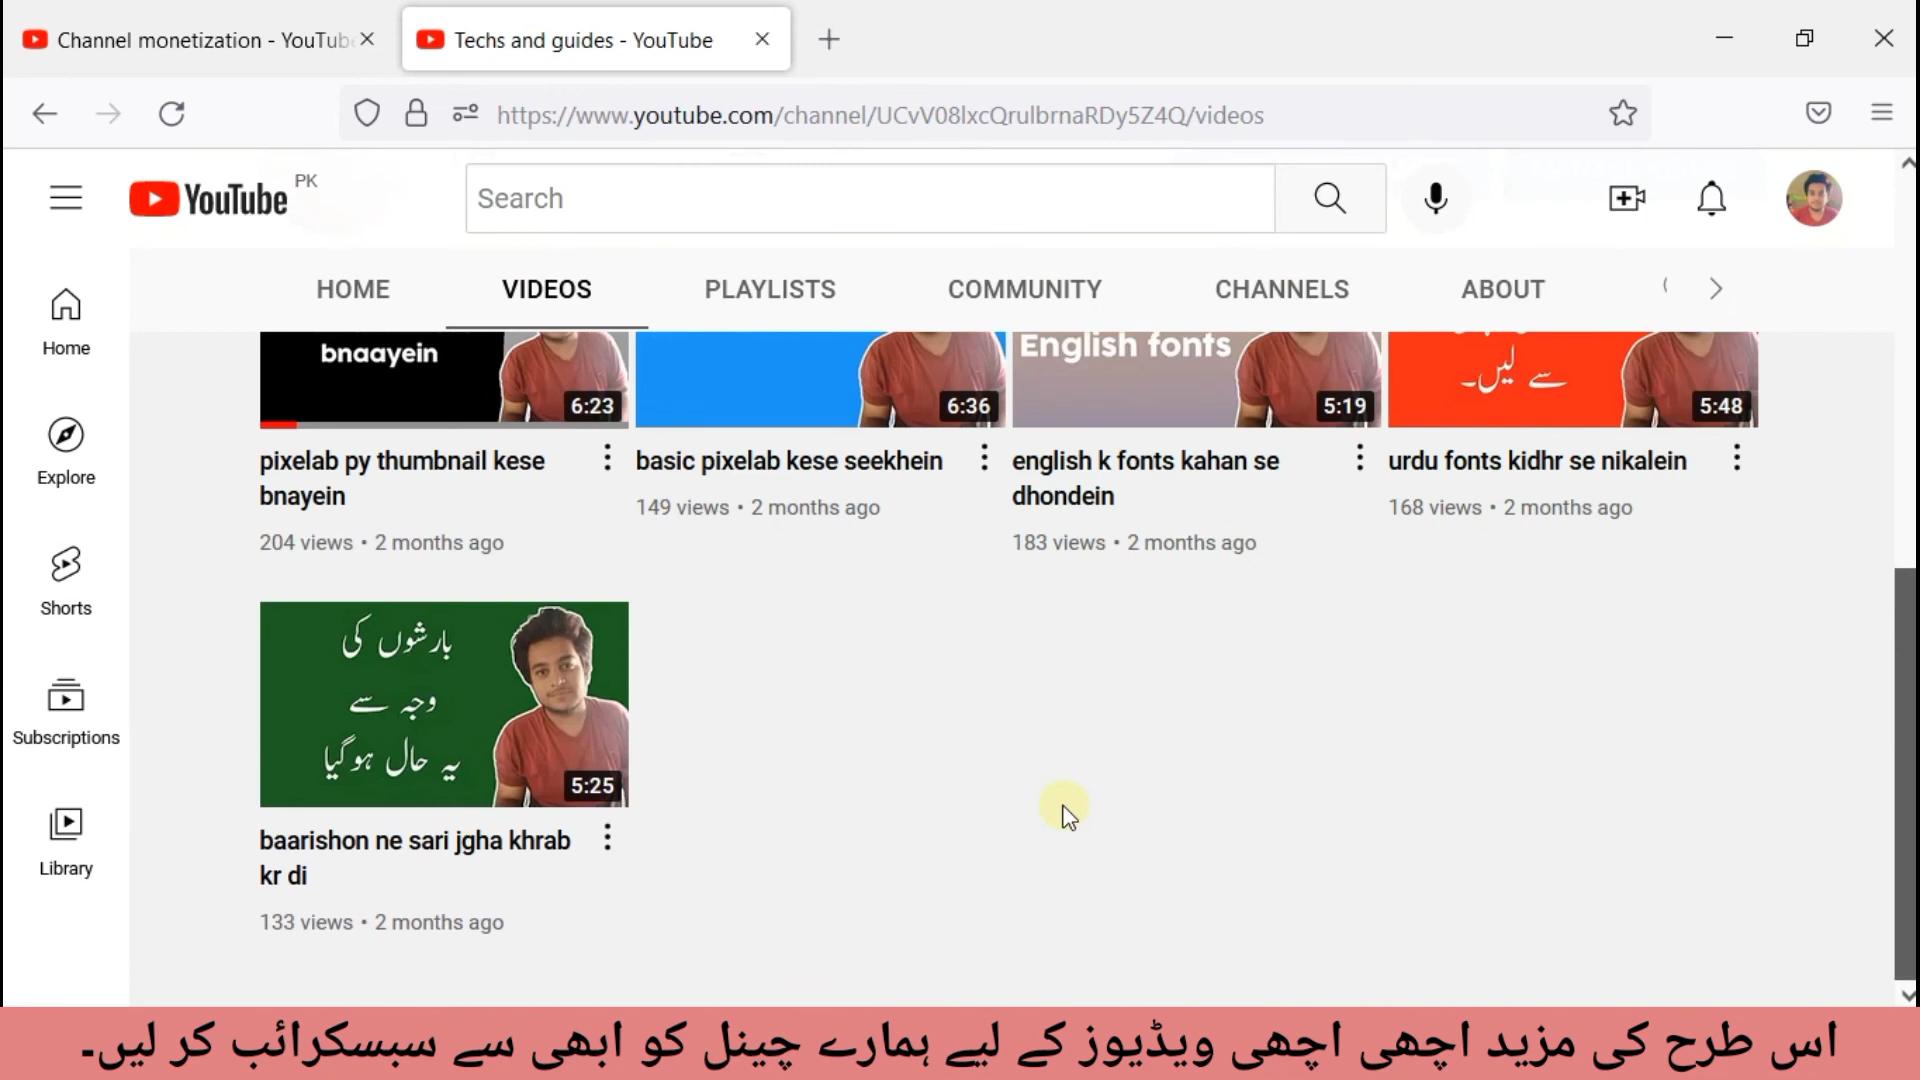 Channel monetization - YouTub
Techs and guides - YouTube
https://www.youtube.com/channel/UCvV08lxcQrulbrnaRDy5Z4Q/videos
YouTube PK
Search
HOME VIDEOS PLAYLISTS COMMUNITY CHANNELS ABOUT
Home
Explore
Shorts
Subscriptions
Library
bnaayein
6:23
6:36
English fonts
5:19
سے لیں۔
5:48
pixelab py thumbnail kese
bnayein
204 views • 2 months ago
basic pixelab kese seekhein
149 views • 2 months ago
english k fonts kahan se
dhondein
183 views • 2 months ago
urdu fonts kidhr se nikalein
168 views • 2 months ago
بارشوں کی
وجہ سے
یہ حال ہوگیا
5:25
baarishon ne sari jgha khrab
kr di
133 views • 2 months ago
اس طرح کی مزید اچھی اچھی ویڈیوز کے لیے ہمارے چینل کو ابھی سے سبسکرائب کر لیں۔